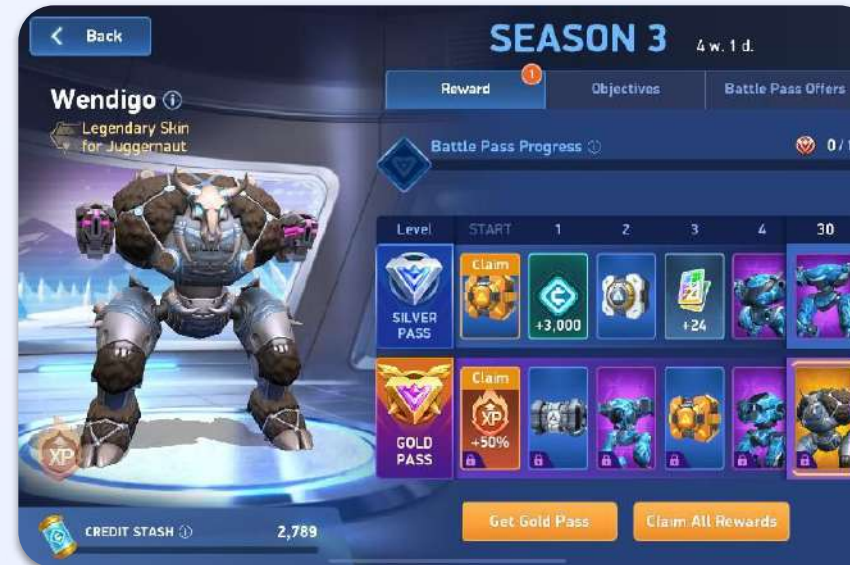 Back
SEASON 3
4 w. 1 d.
Wendigo
Legendary Skin
for Juggernaut
Reward
1
Objectives
Battle Pass Offers
Battle Pass Progress
Level
START
1
2
3
4
30
Claim
SILVER
PASS
+3,000
+24
Claim
XP
+50%
GOLD
PASS
XP
CREDIT STASH
2,789
Get Gold Pass
Claim All Rewards